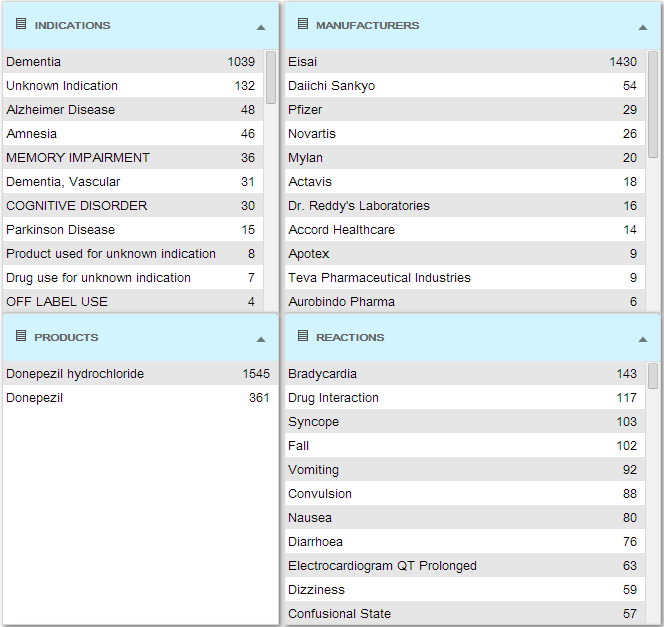 INDICATIONS
Dementia 1039
Unknown Indication 132
Alzheimer Disease 48
Amnesia 46
MEMORY IMPAIRMENT 36
Dementia, Vascular 31
COGNITIVE DISORDER 30
Parkinson Disease 15
Product used for unknown indication 8
Drug use for unknown indication 7
OFF LABEL USE 4
MANUFACTURERS
Eisai 1430
Daiichi Sankyo 54
Pfizer 29
Novartis 26
Mylan 20
Actavis 18
Dr. Reddy's Laboratories 16
Accord Healthcare 14
Apotex 9
Teva Pharmaceutical Industries 9
Aurobindo Pharma 6
PRODUCTS
Donepezil hydrochloride 1545
Donepezil 361
REACTIONS
Bradycardia 143
Drug Interaction 117
Syncope 103
Fall 102
Vomiting 92
Convulsion 88
Nausea 80
Diarrhoea 76
Electrocardiogram QT Prolonged 63
Dizziness 59
Confusional State 57